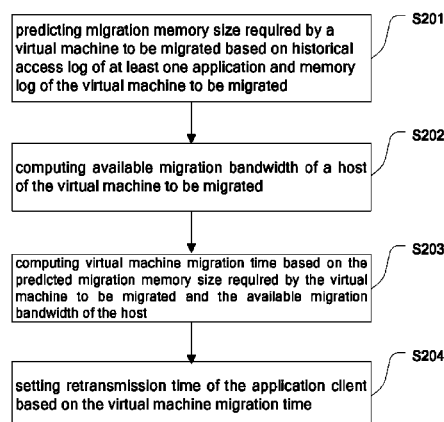 S201
predicting migration memory size required by a
virtual machine to be migrated based on historical
access log of at least one application and memory
log of the virtual machine to be migrated
S202
computing available migration bandwidth of a host
of the virtual machine to be migrated
S203
computing virtual machine migration time based on the
predicted migration memory size required by the virtual
machine to be migrated and the available migration
bandwidth of the host
S204
setting retransmission time of the application client
based on the virtual machine migration time